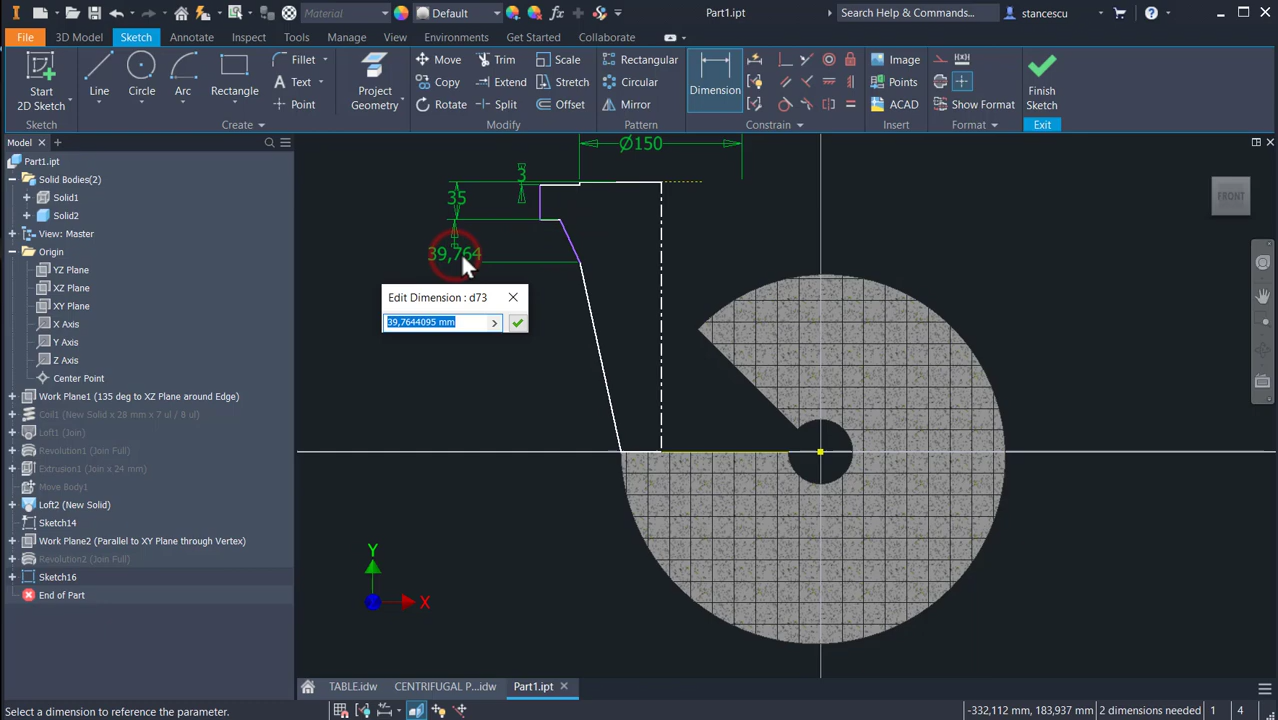 Material
Default
Part1.ipt
Search Help & Commands...
stancescu
File
3D Model
Sketch
Annotate
Inspect
Tools
Manage
View
Environments
Get Started
Collaborate
Start
2D Sketch
Line
Circle
Arc
Rectangle
Fillet
Text
Point
Project
Geometry
Move
Trim
Scale
Copy
Extend
Stretch
Rotate
Split
Offset
Rectangular
Circular
Mirror
Dimension
Image
Points
ACAD
Show Format
Finish
Sketch
Sketch
Create
Modify
Pattern
Constrain
Insert
Format
Exit
Model
Part1.ipt
Solid Bodies(2)
Solid1
Solid2
View: Master
Origin
YZ Plane
XZ Plane
XY Plane
X Axis
Y Axis
Z Axis
Center Point
Work Plane1 (135 deg to XZ Plane around Edge)
Coil1 (New Solid x 28 mm x 7 ul / 8 ul)
Loft1 (Join)
Revolution1 (Join Full)
Extrusion1 (Join x 24 mm)
Move Body1
Loft2 (New Solid)
Sketch14
Work Plane2 (Parallel to XY Plane through Vertex)
Revolution2 (Join Full)
Sketch16
End of Part
Ø150
3
35
39,764
Edit Dimension : d73
39,7644095 mm
FRONT
Y
X
TABLE.idw
CENTRIFUGAL P...idw
Part1.ipt
Select a dimension to reference the parameter.
-332,112 mm, 183,937 mm
2 dimensions needed
1
4